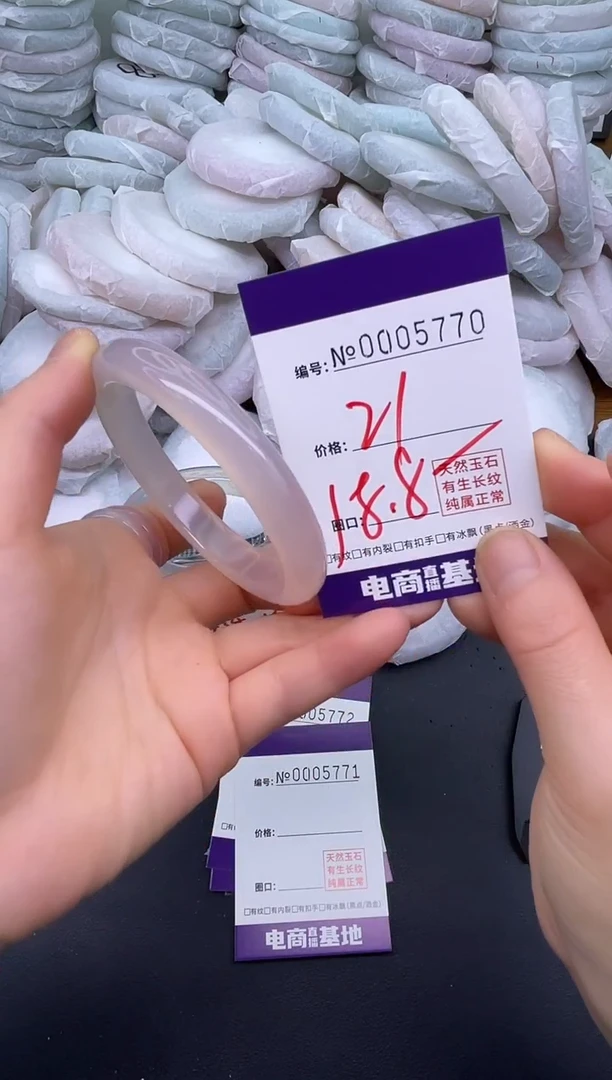 编号: №0005770
价格: 21
圈口: 18.8
天然玉石
有生长纹
纯属正常
□有纹□有内裂□有扣手□有冰飘(黑点/洒金)
电商直播基
05772
□有
编号: №0005771
价格:
圈口:
天然玉石
有生长纹
纯属正常
□有纹□有内裂□有扣手□有冰飘(黑点/洒金)
电商直播基地